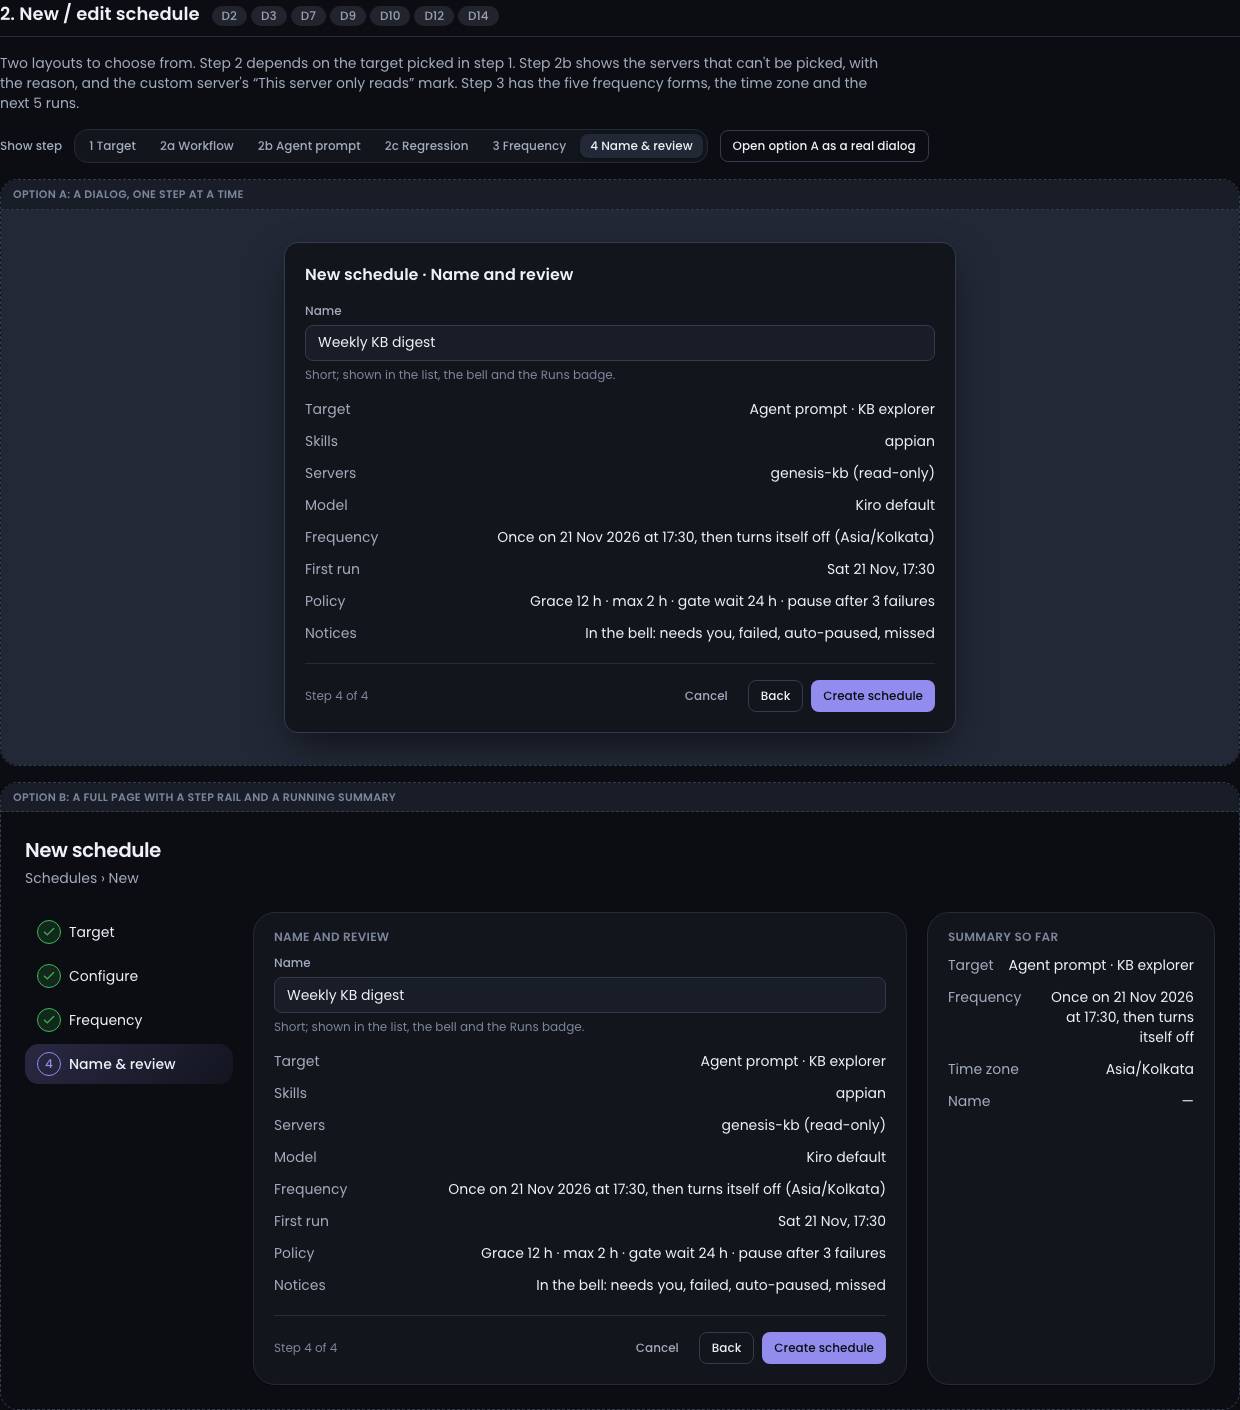 2. New / edit schedule D2 D3 D7 D9 D10 D12 D14
Two layouts to choose from. Step 2 depends on the target picked in step 1. Step 2b shows the servers that can't be picked, with
the reason, and the custom server's “This server only reads” mark. Step 3 has the five frequency forms, the time zone and the
next 5 runs.
Show step 1 Target 2a Workflow 2b Agent prompt 2c Regression 3 Frequency 4 Name & review Open option A as a real dialog
OPTION A: A DIALOG, ONE STEP AT A TIME
New schedule · Name and review
Name
Weekly KB digest
Short; shown in the list, the bell and the Runs badge.
Target Agent prompt · KB explorer
Skills appian
Servers genesis-kb (read-only)
Model Kiro default
Frequency Once on 21 Nov 2026 at 17:30, then turns itself off (Asia/Kolkata)
First run Sat 21 Nov, 17:30
Policy Grace 12 h · max 2 h · gate wait 24 h · pause after 3 failures
Notices In the bell: needs you, failed, auto-paused, missed
Step 4 of 4 Cancel Back Create schedule
OPTION B: A FULL PAGE WITH A STEP RAIL AND A RUNNING SUMMARY
New schedule
Schedules › New
Target
Configure
Frequency
4 Name & review
NAME AND REVIEW
Name
Weekly KB digest
Short; shown in the list, the bell and the Runs badge.
Target Agent prompt · KB explorer
Skills appian
Servers genesis-kb (read-only)
Model Kiro default
Frequency Once on 21 Nov 2026 at 17:30, then turns itself off (Asia/Kolkata)
First run Sat 21 Nov, 17:30
Policy Grace 12 h · max 2 h · gate wait 24 h · pause after 3 failures
Notices In the bell: needs you, failed, auto-paused, missed
Step 4 of 4 Cancel Back Create schedule
SUMMARY SO FAR
Target Agent prompt · KB explorer
Frequency Once on 21 Nov 2026
at 17:30, then turns
itself off
Time zone Asia/Kolkata
Name —